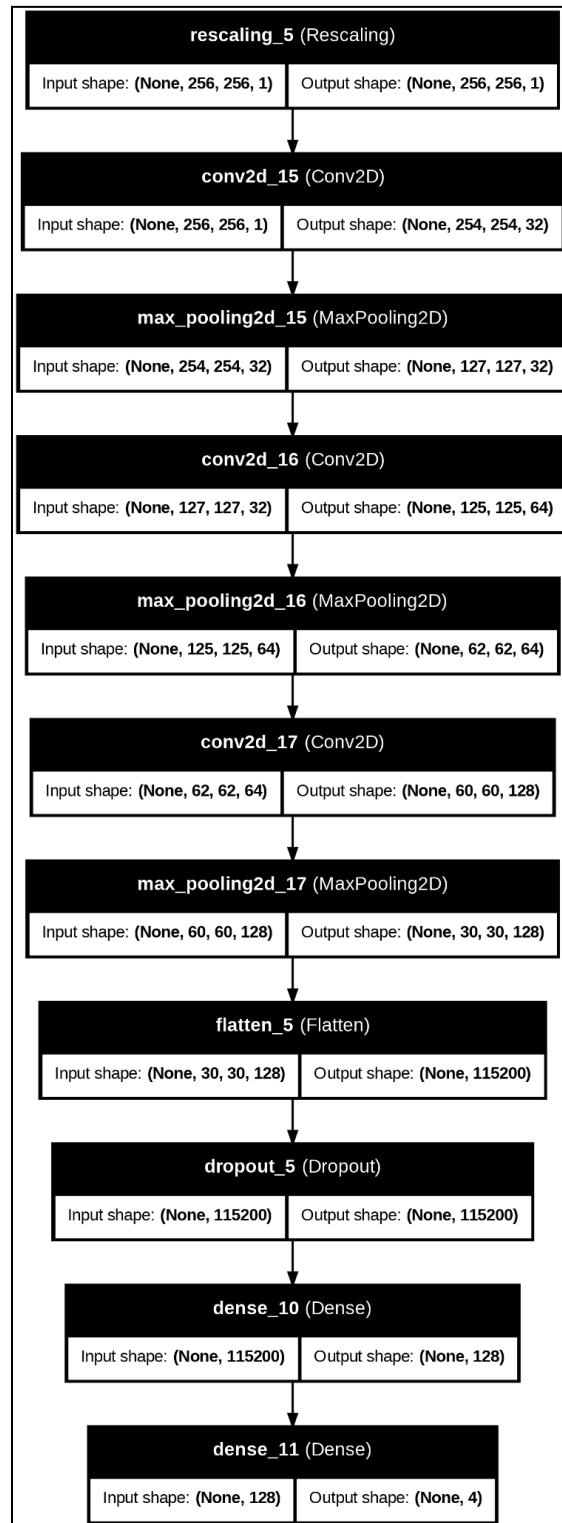 rescaling_5 (Rescaling)
Input shape: (None, 256, 256, 1) Output shape: (None, 256, 256, 1)
conv2d_15 (Conv2D)
Input shape: (None, 256, 256, 1) Output shape: (None, 254, 254, 32)
max_pooling2d_15 (MaxPooling2D)
Input shape: (None, 254, 254, 32) Output shape: (None, 127, 127, 32)
conv2d_16 (Conv2D)
Input shape: (None, 127, 127, 32) Output shape: (None, 125, 125, 64)
max_pooling2d_16 (MaxPooling2D)
Input shape: (None, 125, 125, 64) Output shape: (None, 62, 62, 64)
conv2d_17 (Conv2D)
Input shape: (None, 62, 62, 64) Output shape: (None, 60, 60, 128)
max_pooling2d_17 (MaxPooling2D)
Input shape: (None, 60, 60, 128) Output shape: (None, 30, 30, 128)
flatten_5 (Flatten)
Input shape: (None, 30, 30, 128) Output shape: (None, 115200)
dropout_5 (Dropout)
Input shape: (None, 115200) Output shape: (None, 115200)
dense_10 (Dense)
Input shape: (None, 115200) Output shape: (None, 128)
dense_11 (Dense)
Input shape: (None, 128) Output shape: (None, 4)